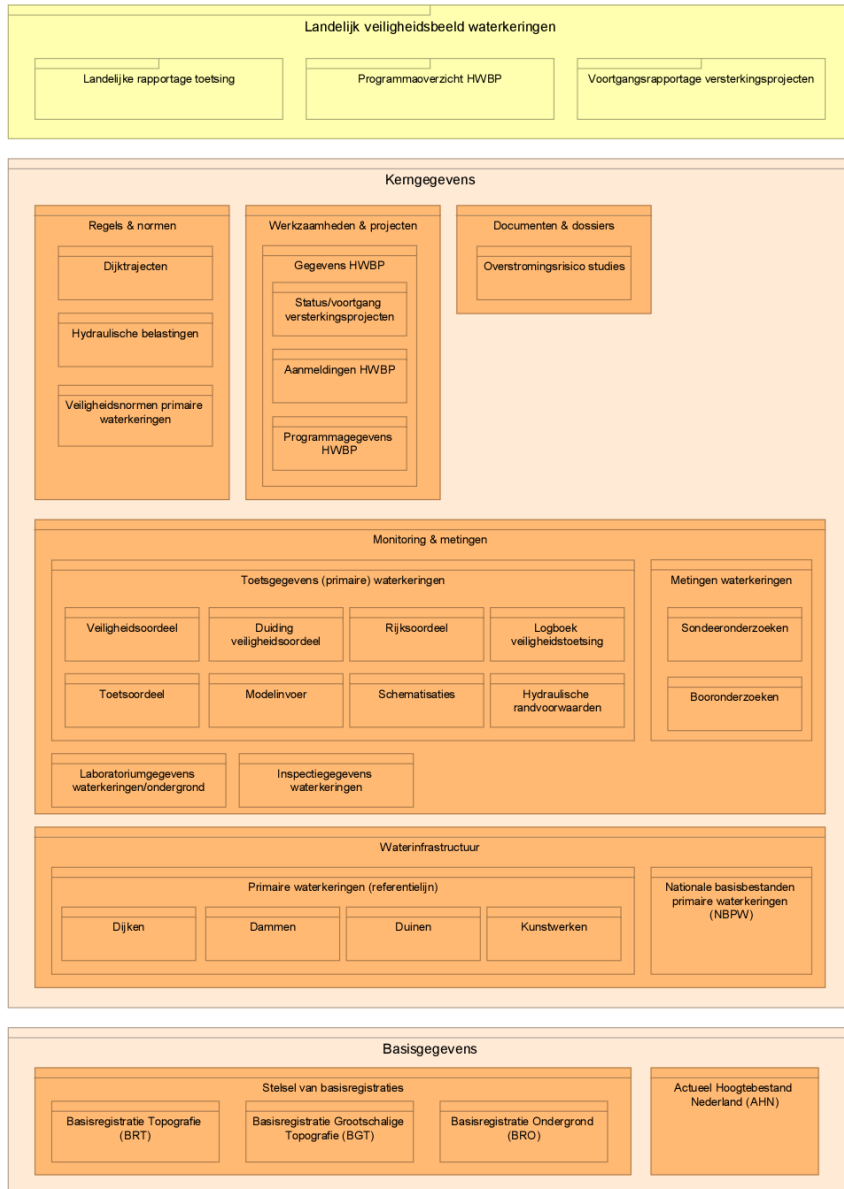 Landelijk veiligheidsbeeld waterkeringen
Landelijke rapportage toetsing
Programmaoverzicht HWBP
Voortgangsrapportage versterkingsprojecten
Kerngegevens
Regels & normen
Dijktrajecten
Hydraulische belastingen
Veiligheidsnormen primaire
waterkeringen
Werkzaamheden & projecten
Gegevens HWBP
Status/voortgang
versterkingsprojecten
Aanmeldingen HWBP
Programmagegevens
HWBP
Documenten & dossiers
Overstromingsrisico studies
Monitoring & metingen
Toetsgegevens (primaire) waterkeringen
Veiligheidsoordeel
Duiding
veiligheidsoordeel
Rijksoordeel
Logboek
veiligheidstoetsing
Toetsoordeel
Modelinvoer
Schematisaties
Hydraulische
randvoorwaarden
Metingen waterkeringen
Sondeeronderzoeken
Booronderzoeken
Laboratoriumgegevens
waterkeringen/ondergrond
Inspectiegegevens
waterkeringen
Waterinfrastructuur
Primaire waterkeringen (referentielijn)
Dijken
Dammen
Duinen
Kunstwerken
Nationale basisbestanden
primaire waterkeringen
(NBPW)
Basisgegevens
Stelsel van basisregistraties
Basisregistratie Topografie
(BRT)
Basisregistratie Grootschalige
Topografie (BGT)
Basisregistratie Ondergrond
(BRO)
Actueel Hoogtebestand
Nederland (AHN)